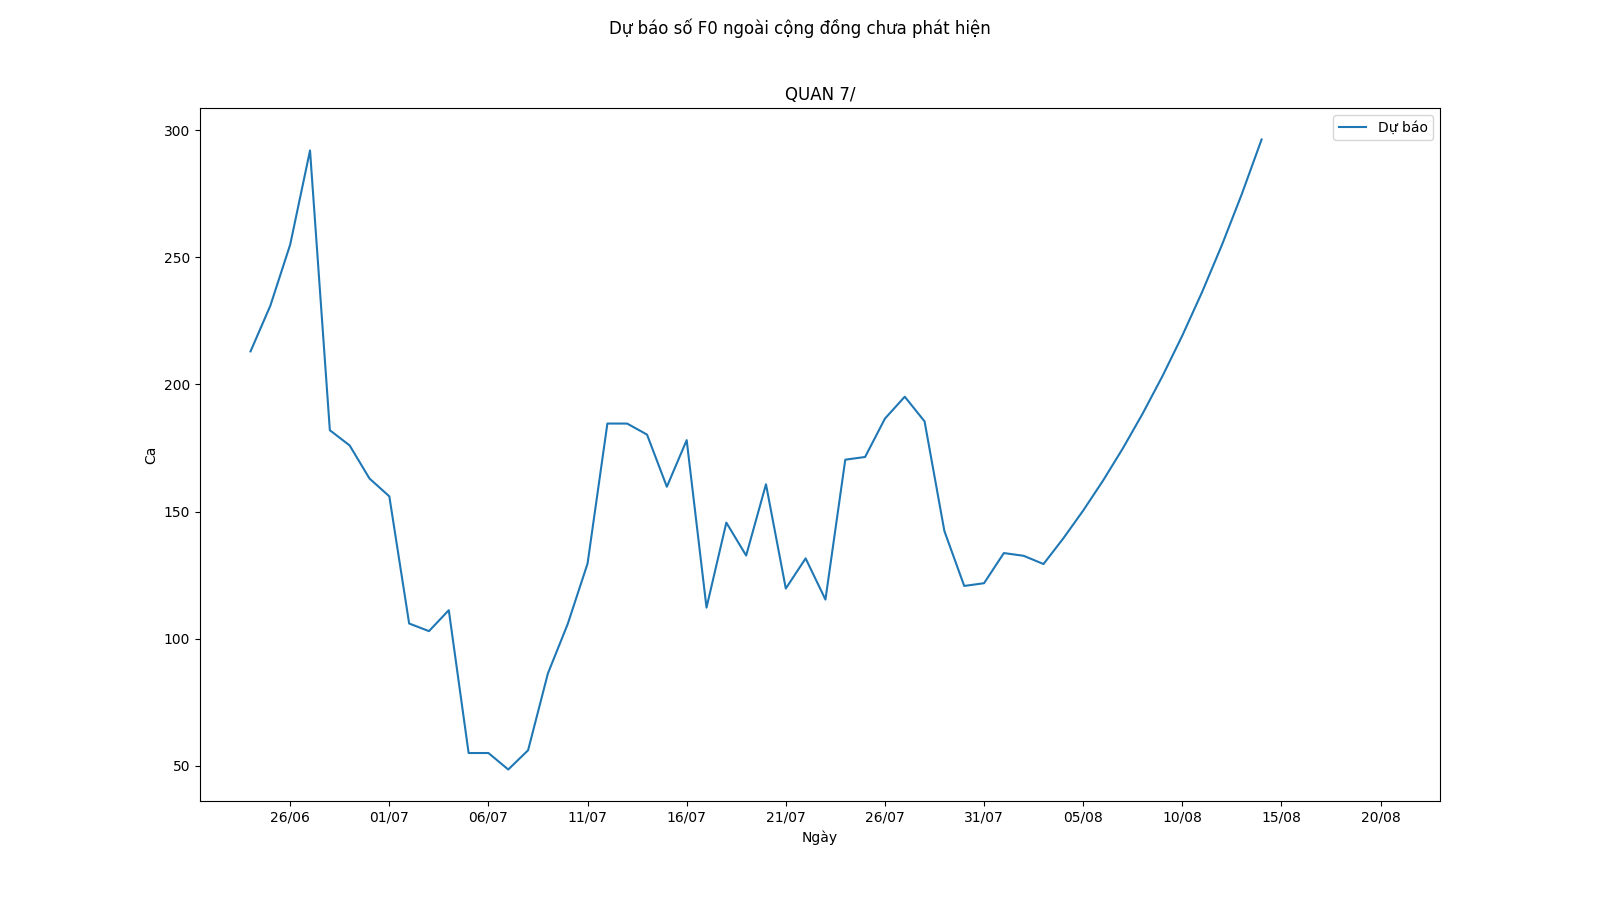 Dự báo số F0 ngoài cộng đồng chưa phát hiện
QUAN 7/
Dự báo
300
250
200
150
100
50
Ca
26/06 01/07 06/07 11/07 16/07 21/07 26/07 31/07 05/08 10/08 15/08 20/08
Ngày